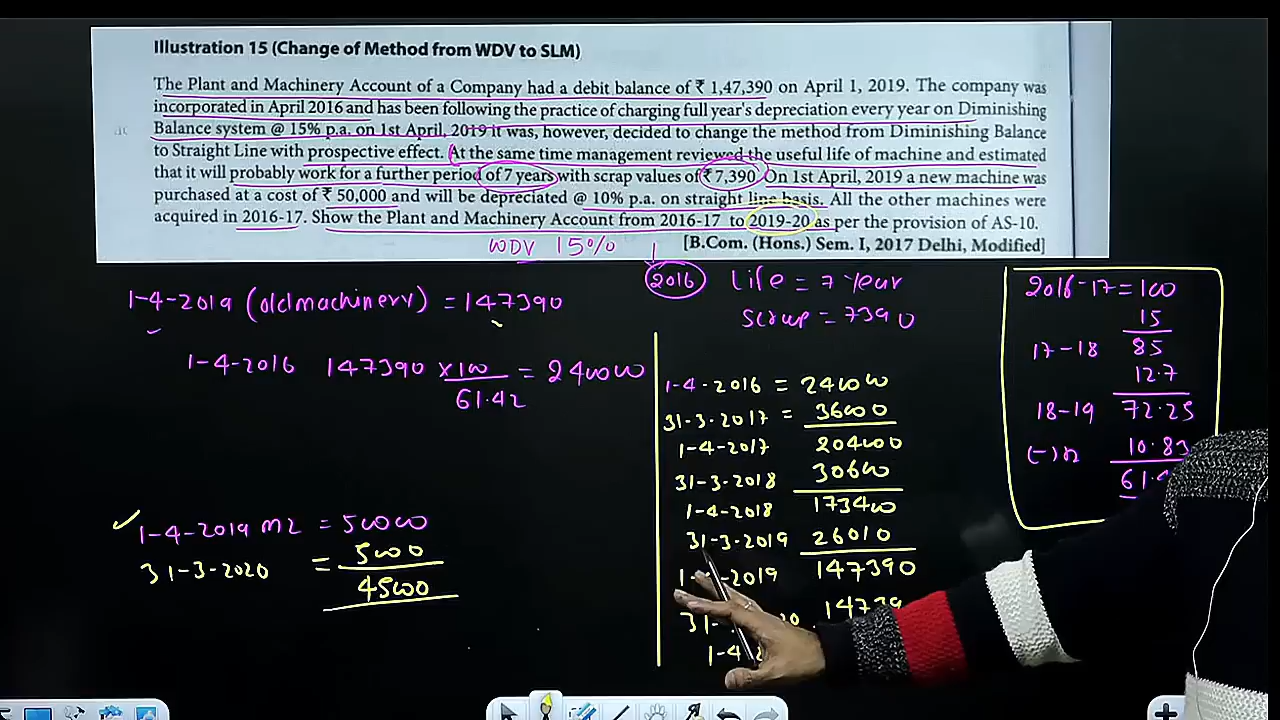 Illustration 15 (Change of Method from WDV to SLM)
The Plant and Machinery Account of a Company had a debit balance of ₹ 1,47,390 on April 1, 2019. The company was
incorporated in April 2016 and has been following the practice of charging full year's depreciation every year on Diminishing
Balance system @ 15% p.a. on 1st April, 2019 it was, however, decided to change the method from Diminishing Balance
to Straight Line with prospective effect. At the same time management reviewed the useful life of machine and estimated
that it will probably work for a further period of 7 years with scrap values of ₹ 7,390. On 1st April, 2019 a new machine was
purchased at a cost of ₹ 50,000 and will be depreciated @ 10% p.a. on straight line basis. All the other machines were
acquired in 2016-17. Show the Plant and Machinery Account from 2016-17 to 2019-20 as per the provision of AS-10.
[B.Com. (Hons.) Sem. I, 2017 Delhi, Modified]
WDV 15%
1-4-2019 (old machinery) = 147390
1-4-2016 147390 × 100 = 240000
61.42
1-4-2019 m2 = 50000
31-3-2020 = 5000
45000
2016 Life = 7 Year
Scrap = 7390
1-4-2016 = 240000
31-3-2017 = 36000
1-4-2017 204000
31-3-2018 30600
1-4-2018 173400
31-3-2019 26010
1- -2019 147390
31- 0 14739
1-4
2016-17 = 100
15
17-18 85
12.7
18-19 72.25
(-) 10.83
61.4